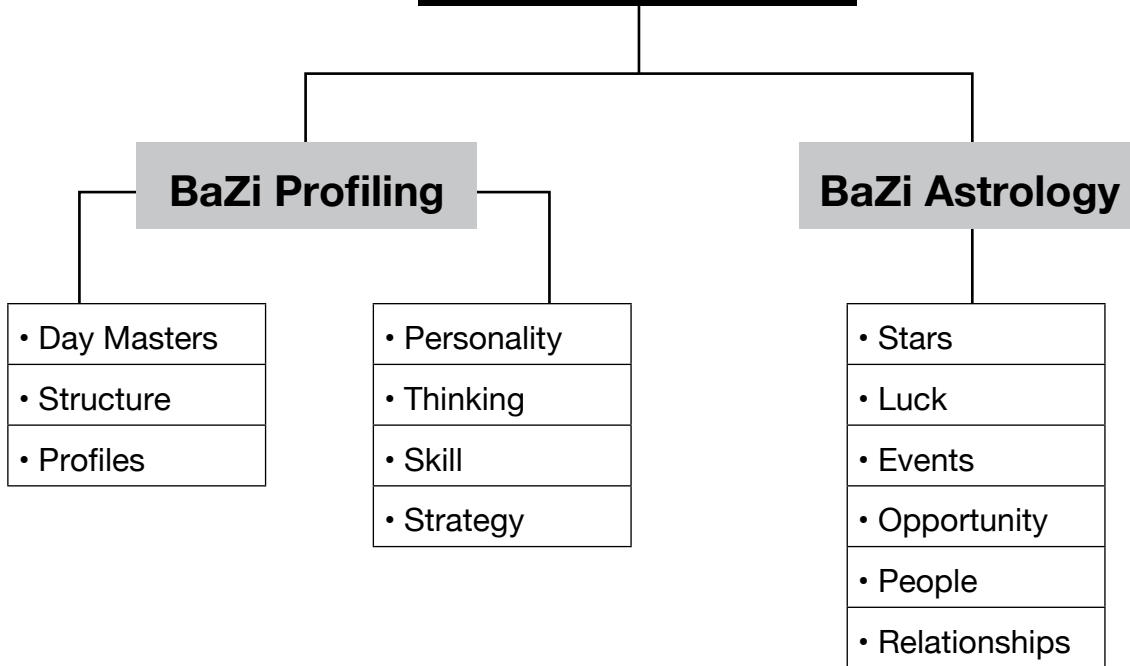 BaZi Profiling
BaZi Astrology
• Day Masters
• Structure
• Profiles
• Personality
• Thinking
• Skill
• Strategy
• Stars
• Luck
• Events
• Opportunity
• People
• Relationships